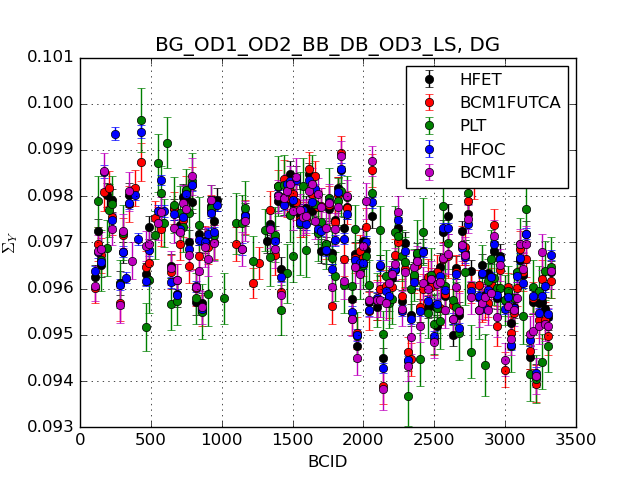 BG_OD1_OD2_BB_DB_OD3_LS, DG
0.101
0.100
0.099
0.098
0.097
0.096
0.095
0.094
0.093
Σ_Y
HFET
BCM1FUTCA
PLT
HFOC
BCM1F
0 500 1000 1500 2000 2500 3000 3500
BCID